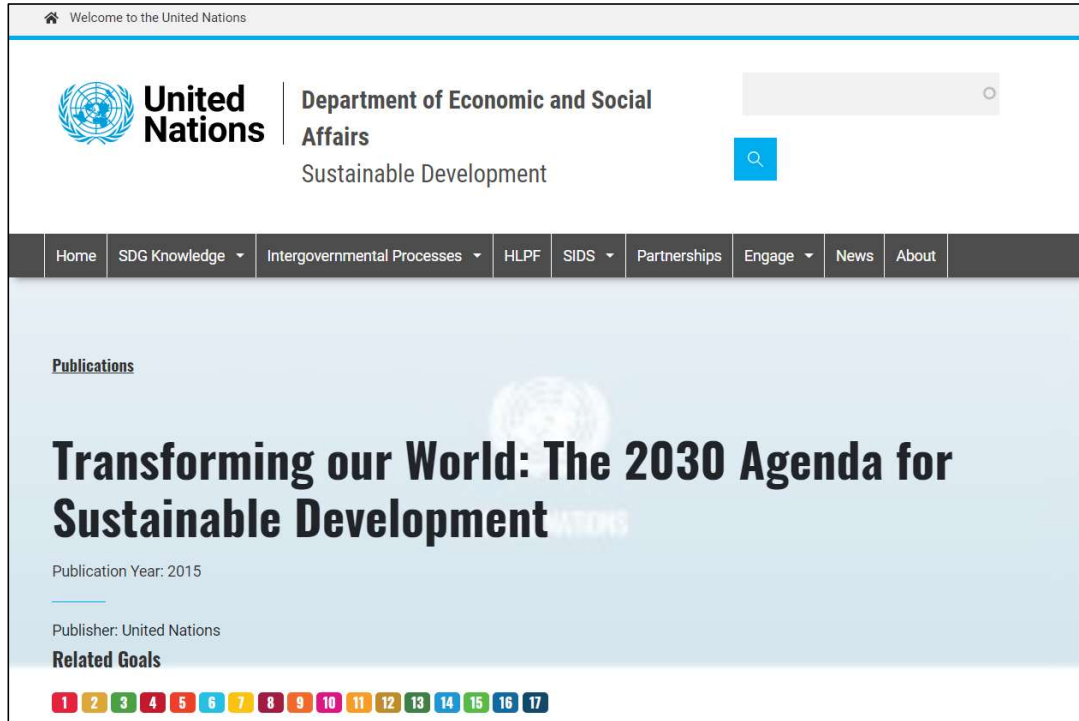 Welcome to the United Nations
United
Nations
Department of Economic and Social
Affairs
Sustainable Development
Home SDG Knowledge Intergovernmental Processes HLPF SIDS Partnerships Engage News About
Publications
Transforming our World: The 2030 Agenda for
Sustainable Development
NATIONS
Publication Year: 2015
Publisher: United Nations
Related Goals
1 2 3 4 5 6 7 8 9 10 11 12 13 14 15 16 17